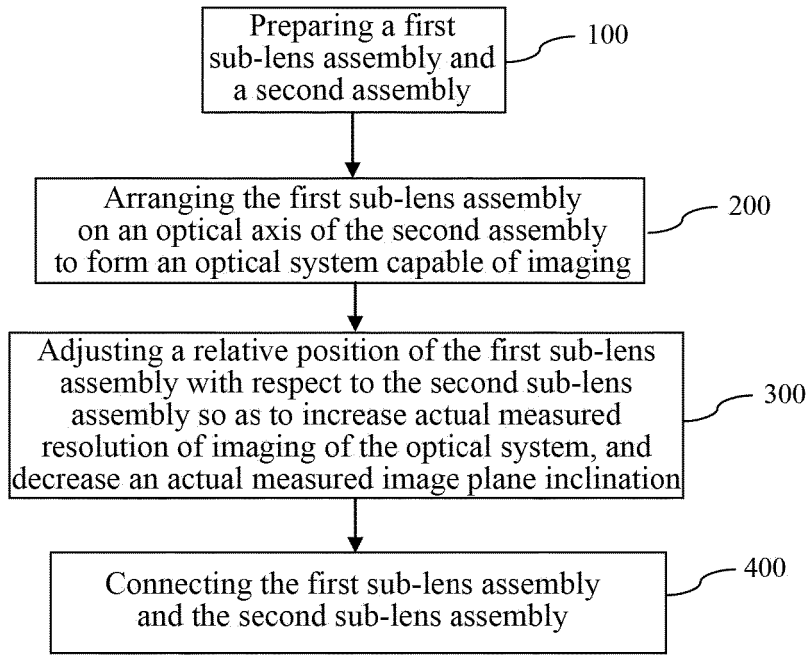 Preparing a first
sub-lens assembly and
a second assembly
100
Arranging the first sub-lens assembly
on an optical axis of the second assembly
to form an optical system capable of imaging
200
Adjusting a relative position of the first sub-lens
assembly with respect to the second sub-lens
assembly so as to increase actual measured
resolution of imaging of the optical system, and
decrease an actual measured image plane inclination
300
Connecting the first sub-lens assembly
and the second sub-lens assembly
400